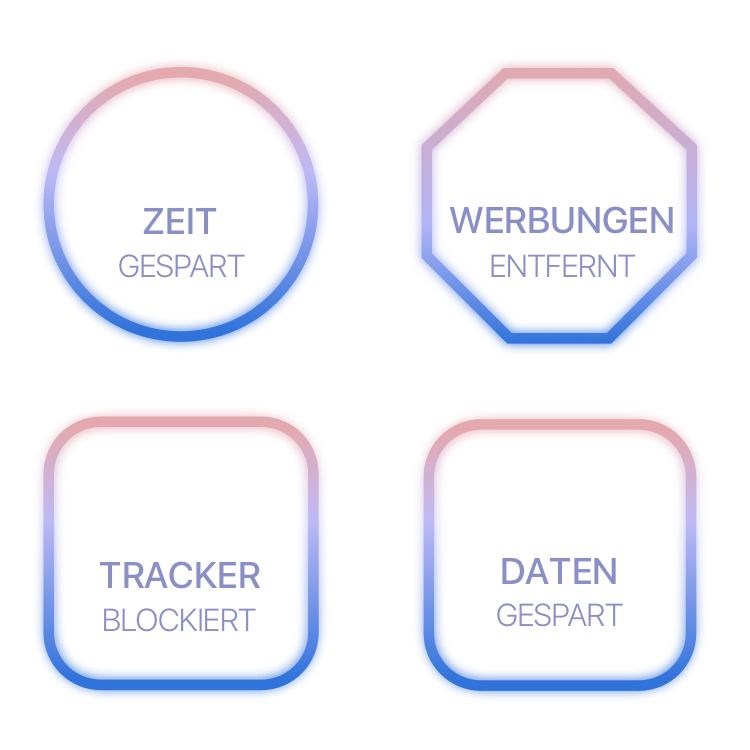 ZEIT
GESPART
WERBUNGEN
ENTFERNT
TRACKER
BLOCKIERT
DATEN
GESPART